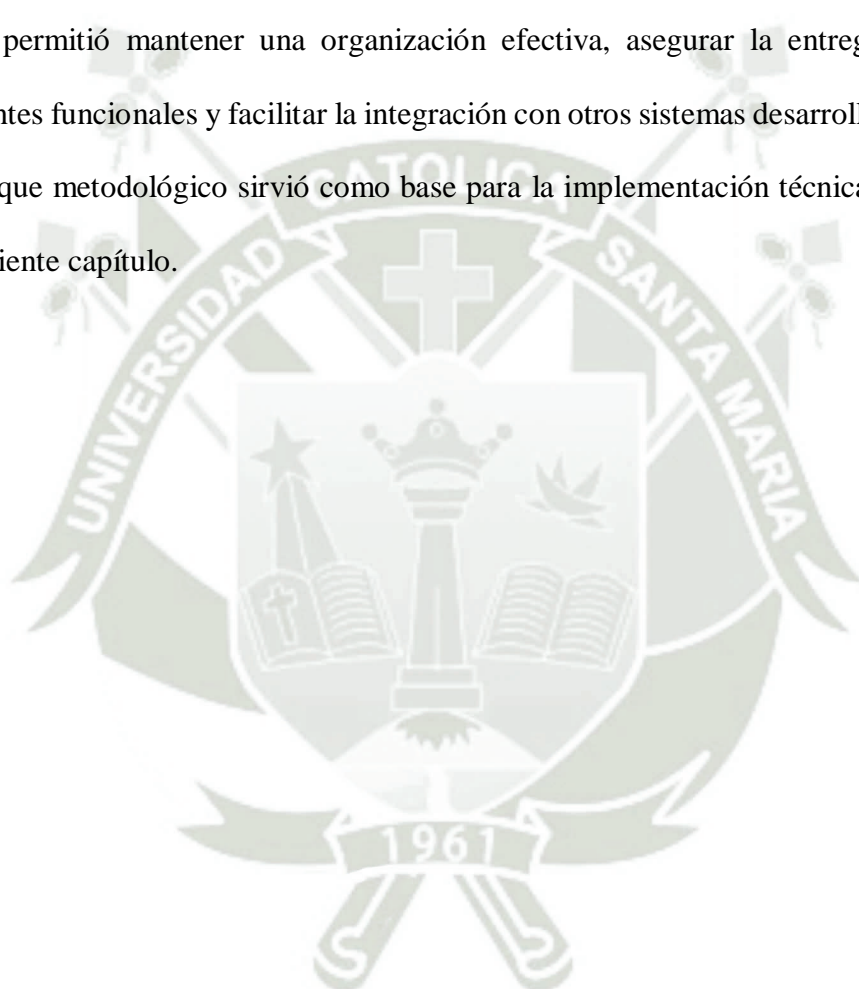 permitió mantener una organización efectiva, asegurar la entreg
ntes funcionales y facilitar la integración con otros sistemas desarroll
que metodológico sirvió como base para la implementación técnica
iente capítulo.
UNIVERSIDAD CATOLICA SANTA MARIA
1961